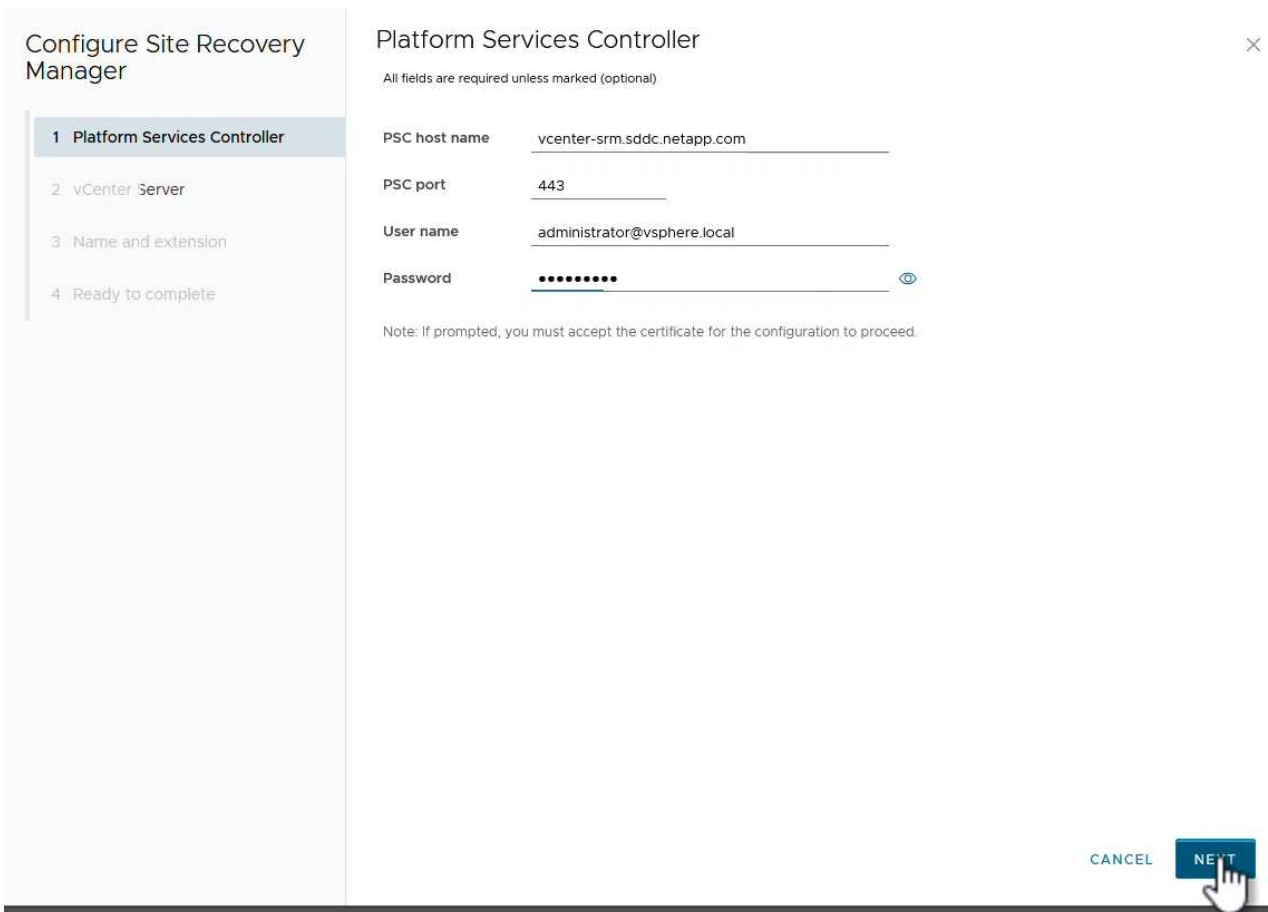 Configure Site Recovery
Manager
1 Platform Services Controller
2 vCenter Server
3 Name and extension
4 Ready to complete
Platform Services Controller
All fields are required unless marked (optional)
PSC host name vcenter-srm.sddc.netapp.com
PSC port 443
User name administrator@vsphere.local
Password •••••••••
Note: If prompted, you must accept the certificate for the configuration to proceed.
CANCEL NEXT